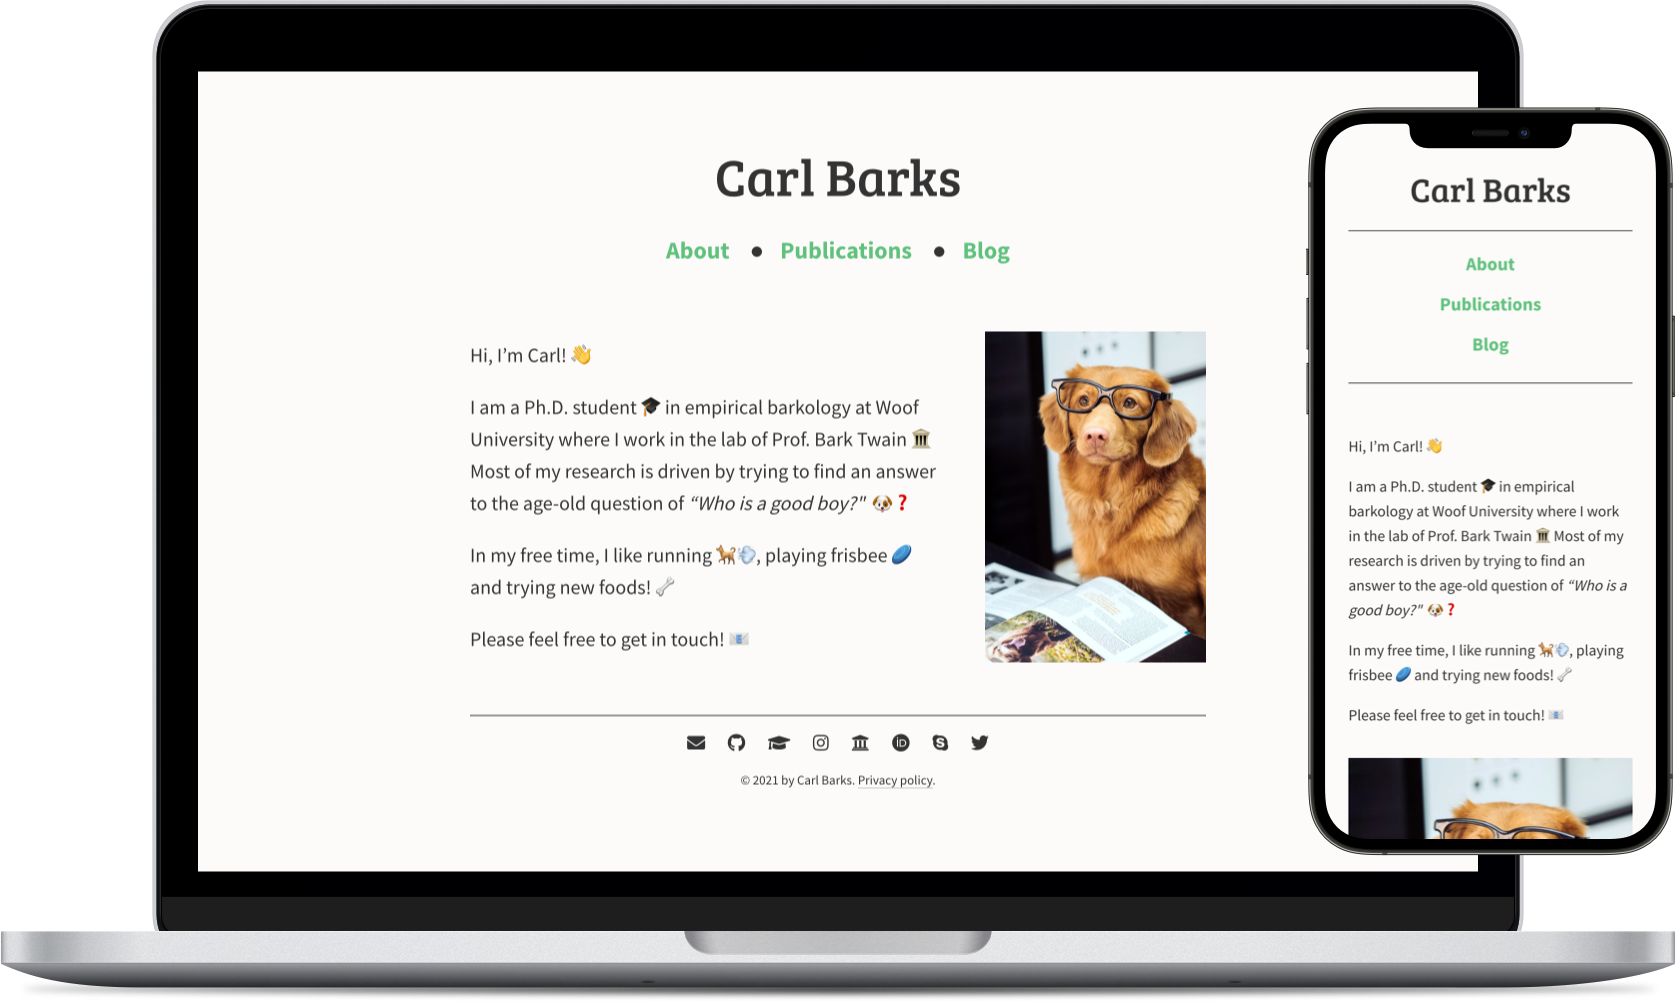 Carl Barks
About • Publications • Blog
Hi, I’m Carl! 👋
I am a Ph.D. student 🎓 in empirical barkology at Woof
University where I work in the lab of Prof. Bark Twain 🏛️
Most of my research is driven by trying to find an answer
to the age-old question of “Who is a good boy?" 🐶❓
In my free time, I like running 🐕💨, playing frisbee 🥏
and trying new foods! 🦴
Please feel free to get in touch! 📧
© 2021 by Carl Barks. Privacy policy.
Carl Barks
About
Publications
Blog
Hi, I’m Carl! 👋
I am a Ph.D. student 🎓 in empirical
barkology at Woof University where I work
in the lab of Prof. Bark Twain 🏛️ Most of my
research is driven by trying to find an
answer to the age-old question of “Who is a
good boy?" 🐶❓
In my free time, I like running 🐕💨, playing
frisbee 🥏 and trying new foods! 🦴
Please feel free to get in touch! 📧